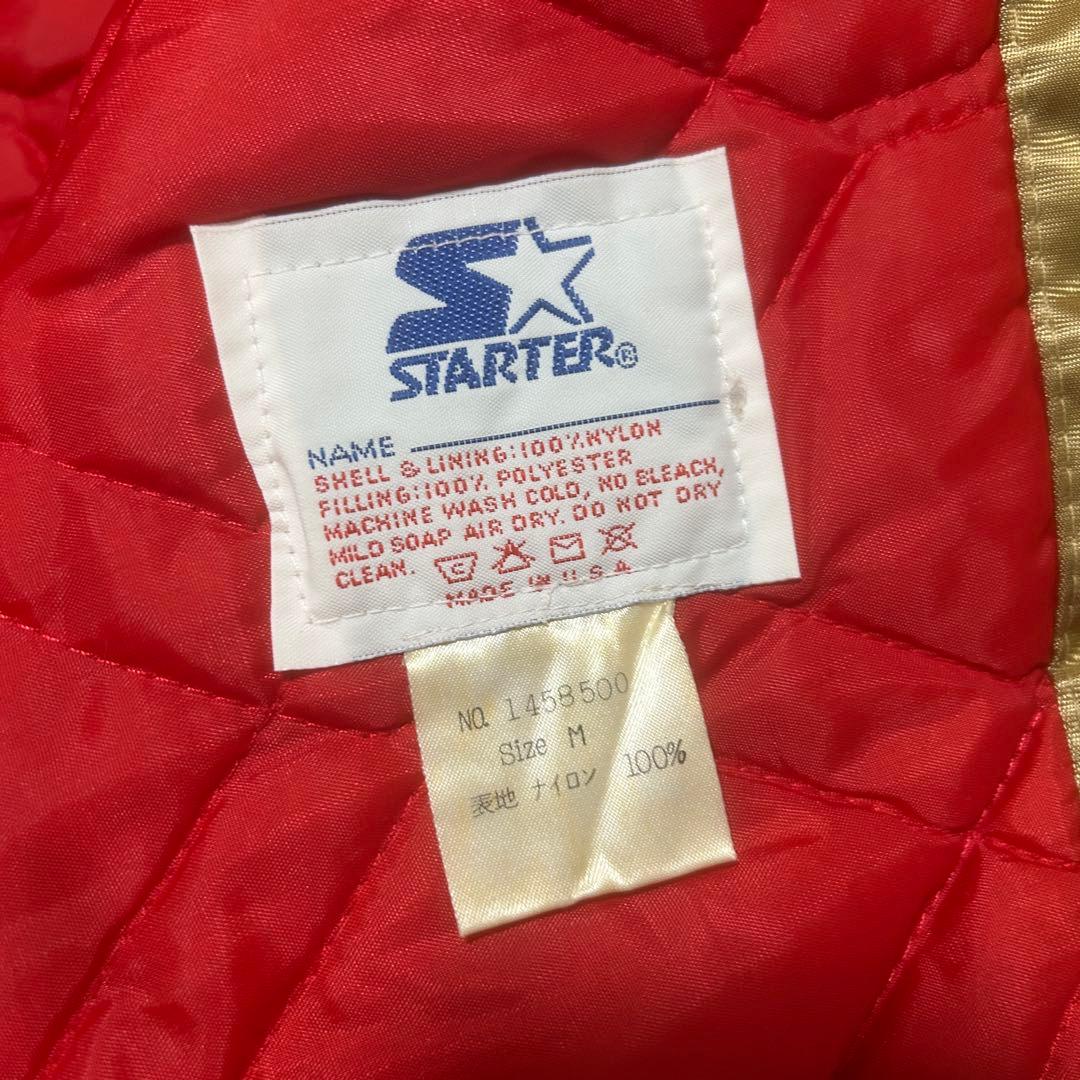 STARTER®
NAME
SHELL & LINING:100% NYLON
FILLING:100% POLYESTER
MACHINE WASH COLD, NO BLEACH,
MILD SOAP AIR DRY. DO NOT DRY
CLEAN.
MADE IN U.S.A
NO. 1458500
Size M
表地 ナイロン 100%